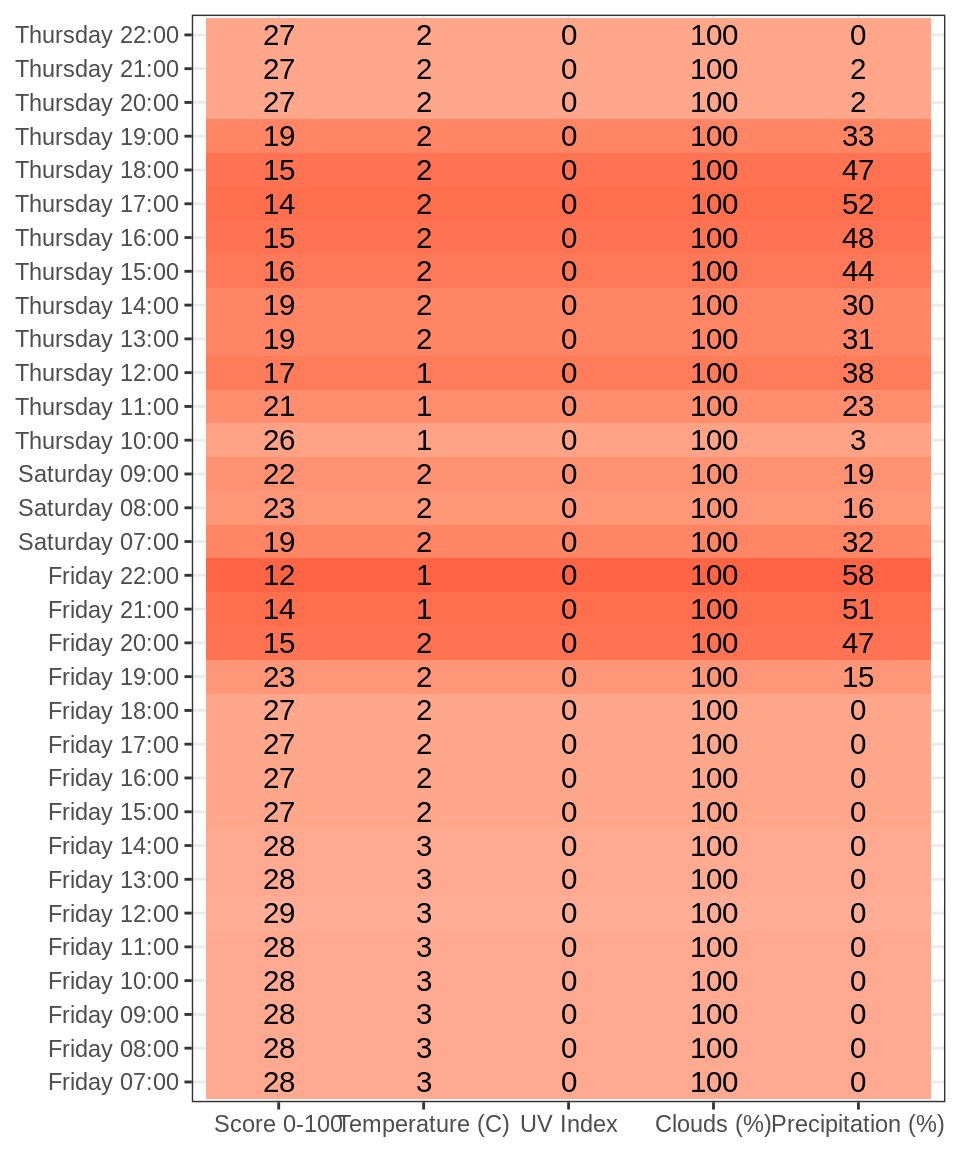 Thursday 22:00 27 2 0 100 0
Thursday 21:00 27 2 0 100 2
Thursday 20:00 27 2 0 100 2
Thursday 19:00 19 2 0 100 33
Thursday 18:00 15 2 0 100 47
Thursday 17:00 14 2 0 100 52
Thursday 16:00 15 2 0 100 48
Thursday 15:00 16 2 0 100 44
Thursday 14:00 19 2 0 100 30
Thursday 13:00 19 2 0 100 31
Thursday 12:00 17 1 0 100 38
Thursday 11:00 21 1 0 100 23
Thursday 10:00 26 1 0 100 3
Saturday 09:00 22 2 0 100 19
Saturday 08:00 23 2 0 100 16
Saturday 07:00 19 2 0 100 32
Friday 22:00 12 1 0 100 58
Friday 21:00 14 1 0 100 51
Friday 20:00 15 2 0 100 47
Friday 19:00 23 2 0 100 15
Friday 18:00 27 2 0 100 0
Friday 17:00 27 2 0 100 0
Friday 16:00 27 2 0 100 0
Friday 15:00 27 2 0 100 0
Friday 14:00 28 3 0 100 0
Friday 13:00 28 3 0 100 0
Friday 12:00 29 3 0 100 0
Friday 11:00 28 3 0 100 0
Friday 10:00 28 3 0 100 0
Friday 09:00 28 3 0 100 0
Friday 08:00 28 3 0 100 0
Friday 07:00 28 3 0 100 0
Score 0-100 Temperature (C) UV Index Clouds (%) Precipitation (%)